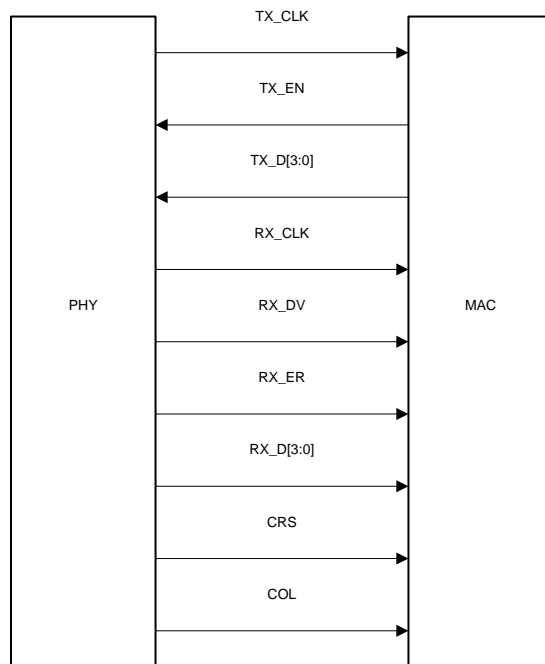 TX_CLK
TX_EN
TX_D[3:0]
RX_CLK
PHY
RX_DV
MAC
RX_ER
RX_D[3:0]
CRS
COL